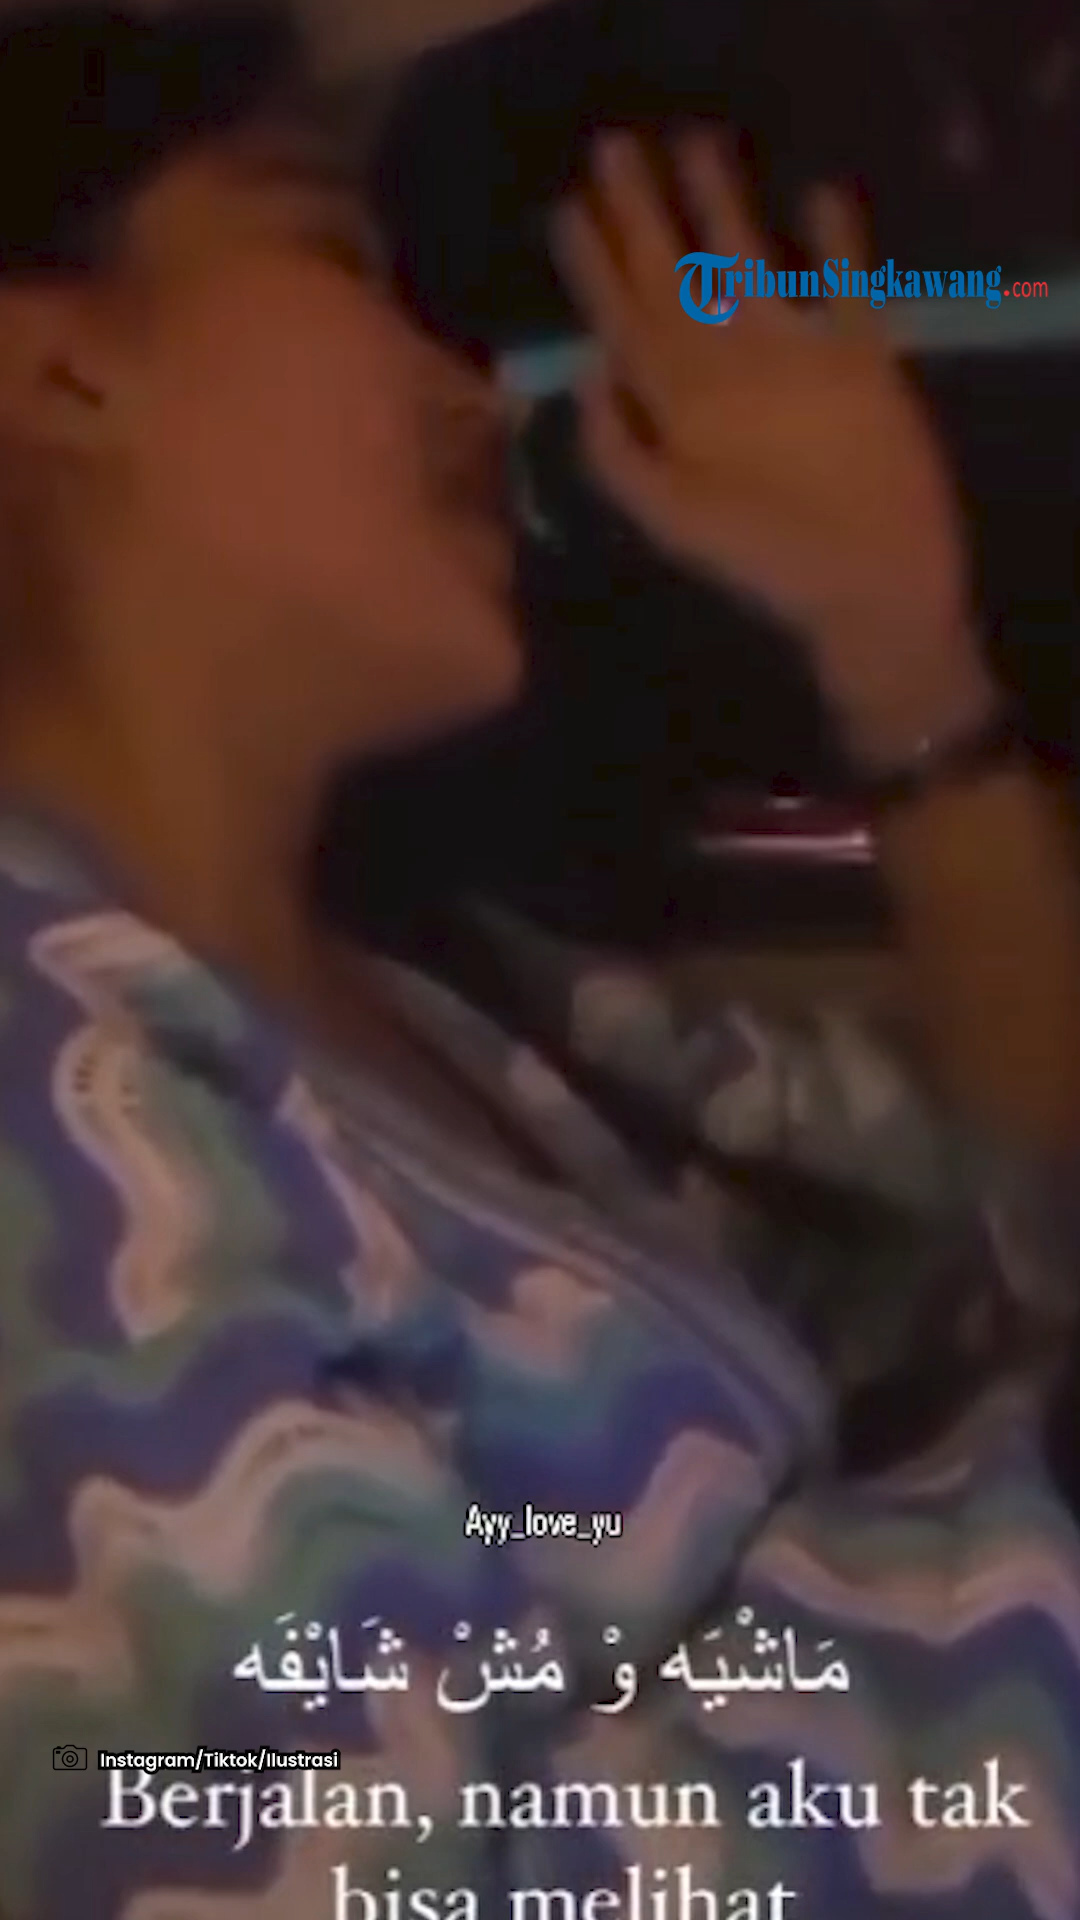 TribunSingkawang.com
Ayy_love_yu
مَاشْيَه وْ مُشْ شَايْفَه
Instagram/Tiktok/Ilustrasi
Berjalan, namun aku tak
bisa melihat